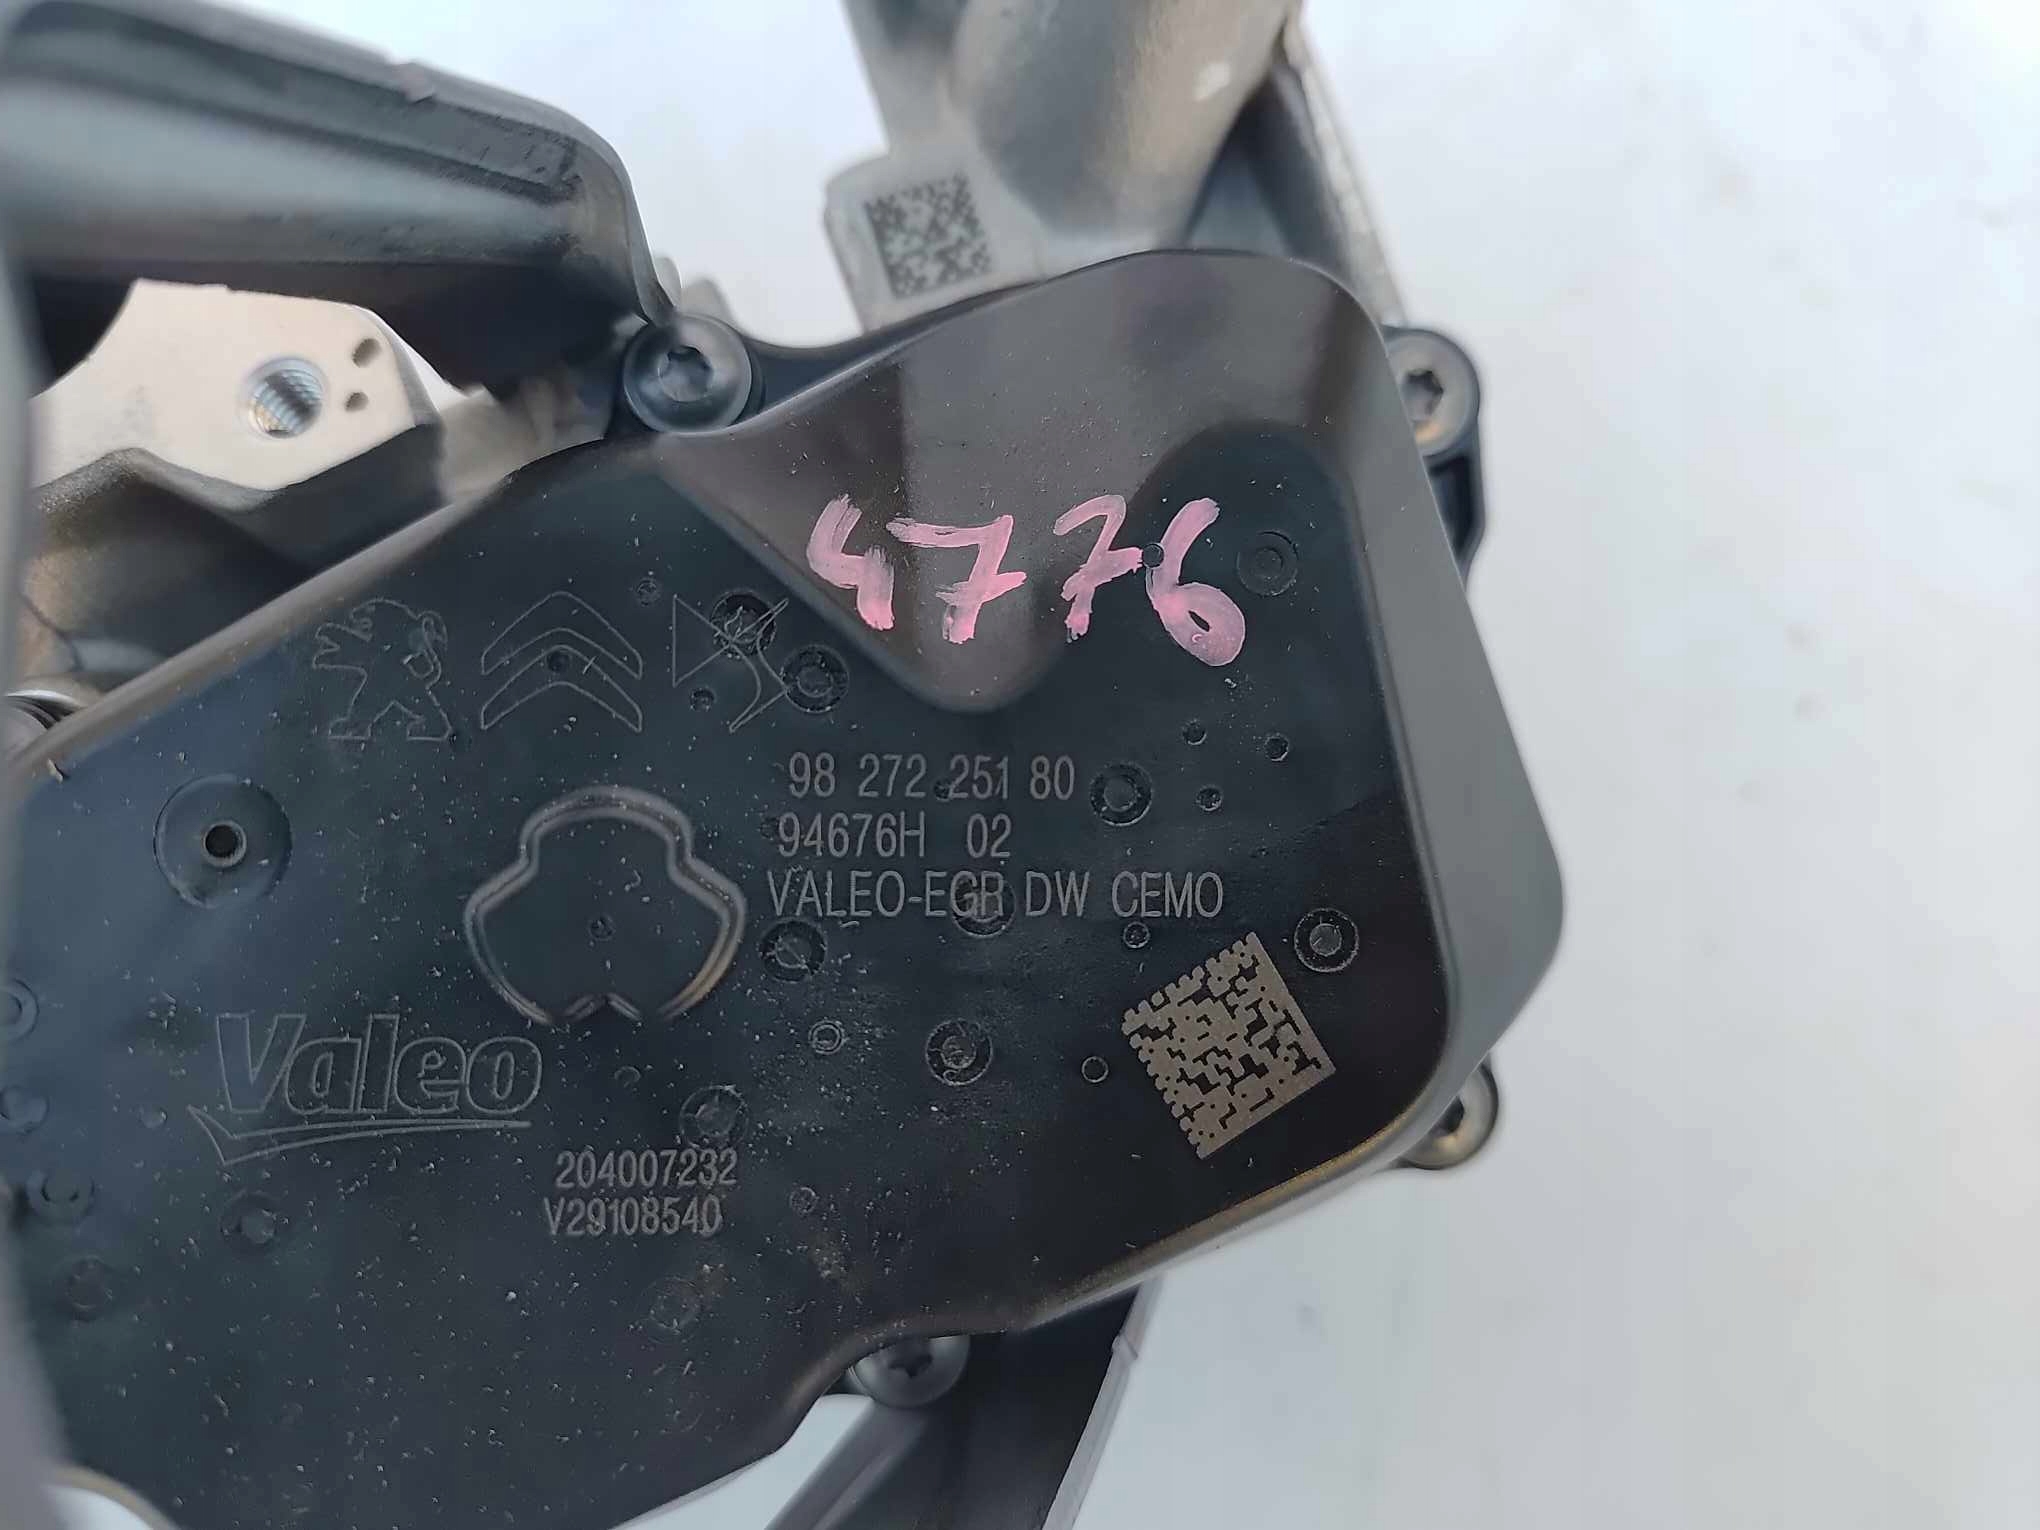 4776
98 272 251 80
94676H 02
VALEO-EGR DW CEMO
Valeo
204007232
V29108540